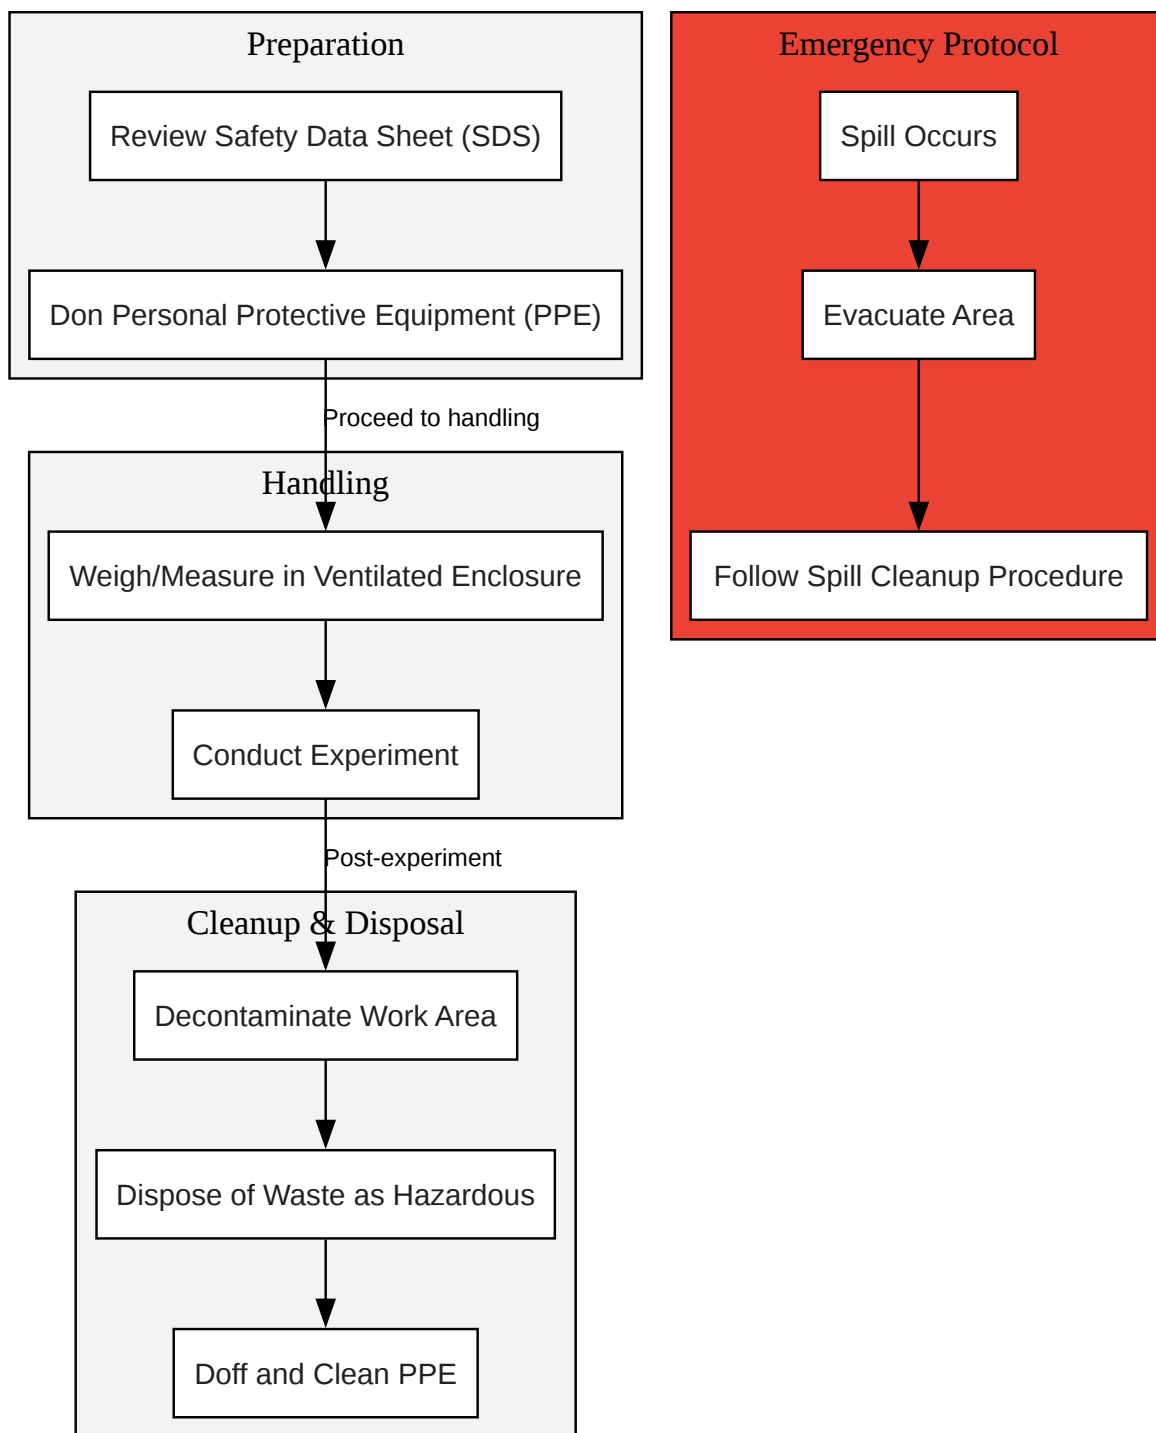 Preparation
Review Safety Data Sheet (SDS)
Don Personal Protective Equipment (PPE)
Proceed to handling
Handling
Weigh/Measure in Ventilated Enclosure
Conduct Experiment
Post-experiment
Cleanup & Disposal
Decontaminate Work Area
Dispose of Waste as Hazardous
Doff and Clean PPE
Emergency Protocol
Spill Occurs
Evacuate Area
Follow Spill Cleanup Procedure